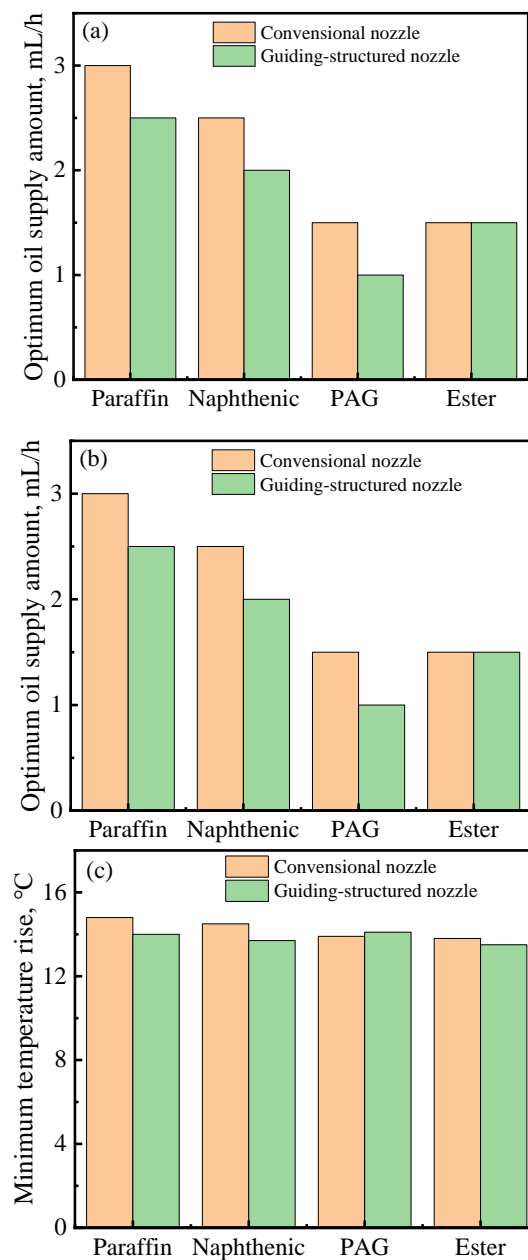 (a)
Convensional nozzle
Guiding-structured nozzle
Optimum oil supply amount, mL/h
3
2
1
0
Paraffin Naphthenic PAG Ester
(b)
Convensional nozzle
Guiding-structured nozzle
Optimum oil supply amount, mL/h
3
2
1
0
Paraffin Naphthenic PAG Ester
(c)
Convensional nozzle
Guiding-structured nozzle
Minimum temperature rise, °C
16
12
8
4
0
Paraffin Naphthenic PAG Ester